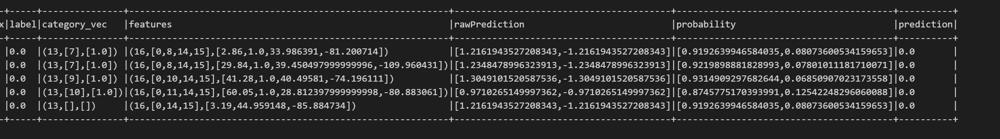 -+-----+---------------+------------------------------------------------------------+-----------------------------------------+-----------------------------------------+----------+
x|label|category_vec   |features                                                    |rawPrediction                            |probability                              |prediction|
-+-----+---------------+------------------------------------------------------------+-----------------------------------------+-----------------------------------------+----------+
 |0.0  |(13,[7],[1.0]) |(16,[0,8,14,15],[2.86,1.0,33.986391,-81.200714])            |[1.2161943527208343,-1.2161943527208343]|[0.9192639946584035,0.08073600534159653]|0.0       |
 |0.0  |(13,[7],[1.0]) |(16,[0,8,14,15],[29.84,1.0,39.450497999999996,-109.960431])|[1.2348478996323913,-1.2348478996323913]|[0.9219898881828993,0.07801011181710071]|0.0       |
 |0.0  |(13,[9],[1.0]) |(16,[0,10,14,15],[41.28,1.0,40.49581,-74.196111])           |[1.3049101520587536,-1.3049101520587536]|[0.9314909297682644,0.06850907023173558]|0.0       |
 |0.0  |(13,[10],[1.0])|(16,[0,11,14,15],[60.05,1.0,28.812397999999998,-80.883061])|[0.9710265149997362,-0.9710265149997362]|[0.8745775170393991,0.12542248296060088]|0.0       |
 |0.0  |(13,[],[])     |(16,[0,14,15],[3.19,44.959148,-85.884734])                  |[1.2161943527208343,-1.2161943527208343]|[0.9192639946584035,0.08073600534159653]|0.0       |
-+-----+---------------+------------------------------------------------------------+-----------------------------------------+-----------------------------------------+----------+